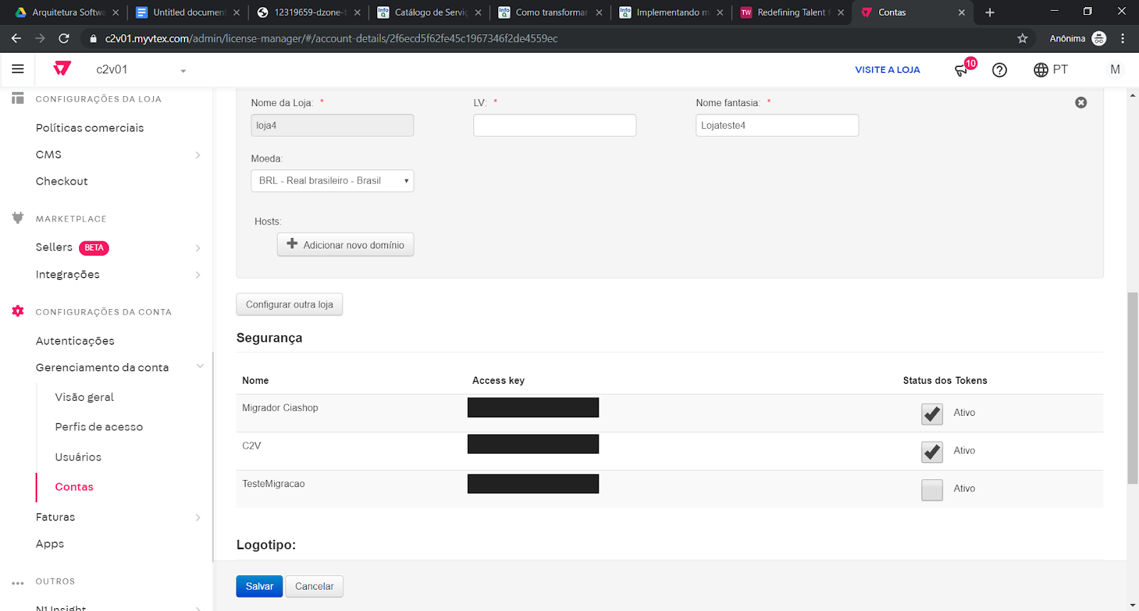 Arquitetura Softwa
Untitled document
12319659-dzone-
Catálogo de Serviç
Como transformar
Implementando m
Redefining Talent
Contas
c2v01.myvtex.com/admin/license-manager/#/account-details/2f6ecd5f62fe45c1967346f2de4559ec
Anônima
c2v01
VISITE A LOJA
10
PT
M
CONFIGURAÇÕES DA LOJA
Políticas comerciais
CMS
Checkout
MARKETPLACE
Sellers BETA
Integrações
CONFIGURAÇÕES DA CONTA
Autenticações
Gerenciamento da conta
Visão geral
Perfis de acesso
Usuários
Contas
Faturas
Apps
OUTROS
N1 Insight
Nome da Loja: * LV: * Nome fantasia: *
loja4 Lojateste4
Moeda:
BRL - Real brasileiro - Brasil
Hosts:
Adicionar novo domínio
Configurar outra loja
Segurança
Nome Access key Status dos Tokens
Migrador Ciashop Ativo
C2V Ativo
TesteMigracao Ativo
Logotipo:
Salvar Cancelar